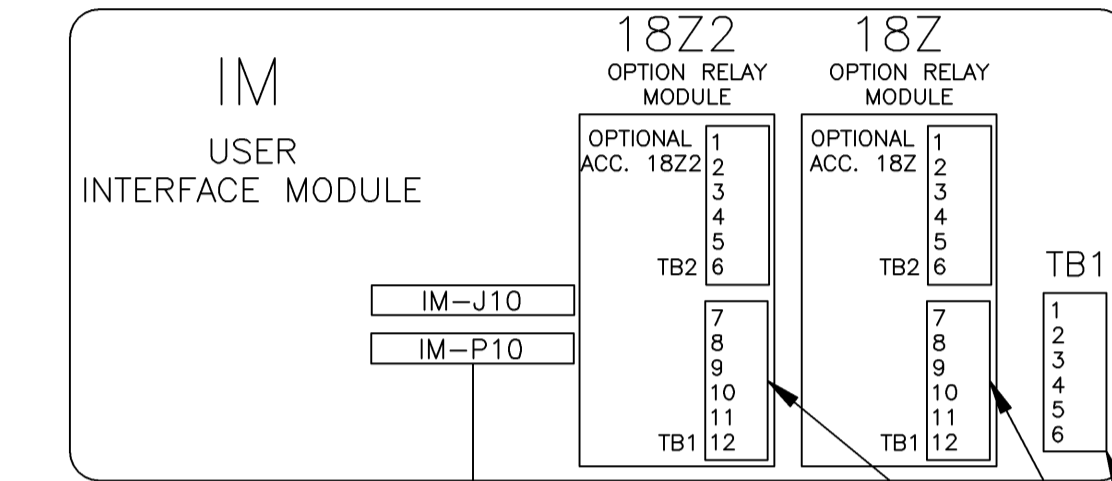 IM
USER
INTERFACE MODULE
IM-J10
IM-P10
18Z2
OPTION RELAY
MODULE
OPTIONAL
ACC. 18Z2
1
2
3
4
5
TB2 6
7
8
9
10
11
TB1 12
18Z
OPTION RELAY
MODULE
OPTIONAL
ACC. 18Z
1
2
3
4
5
TB2 6
7
8
9
10
11
TB1 12
TB1
1
2
3
4
5
6